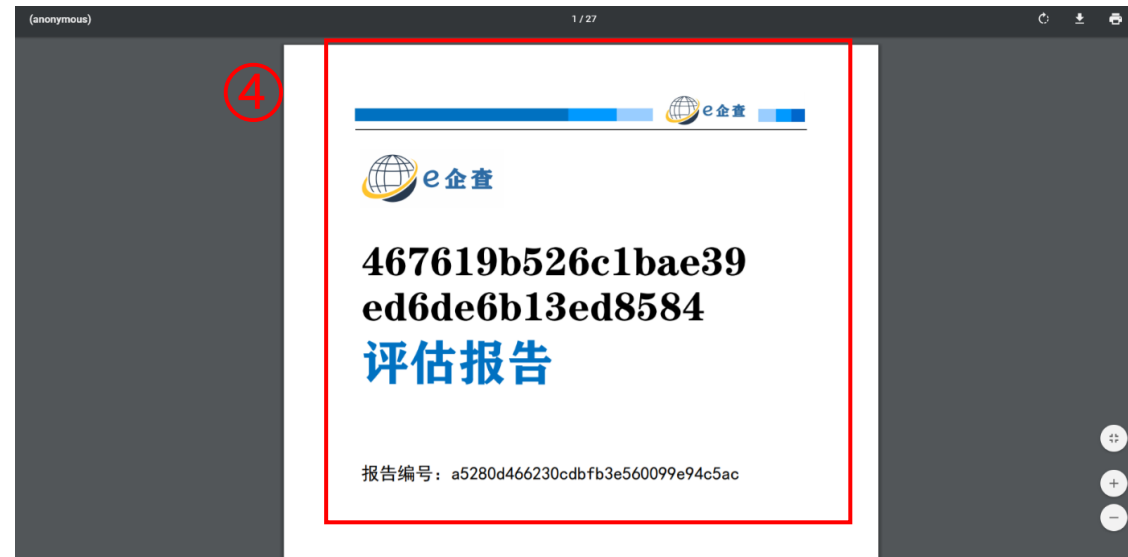 (anonymous)
1 / 27
④
e企查
e企查
467619b526c1bae39
ed6de6b13ed8584
评估报告
报告编号：a5280d466230cdbfb3e560099e94c5ac